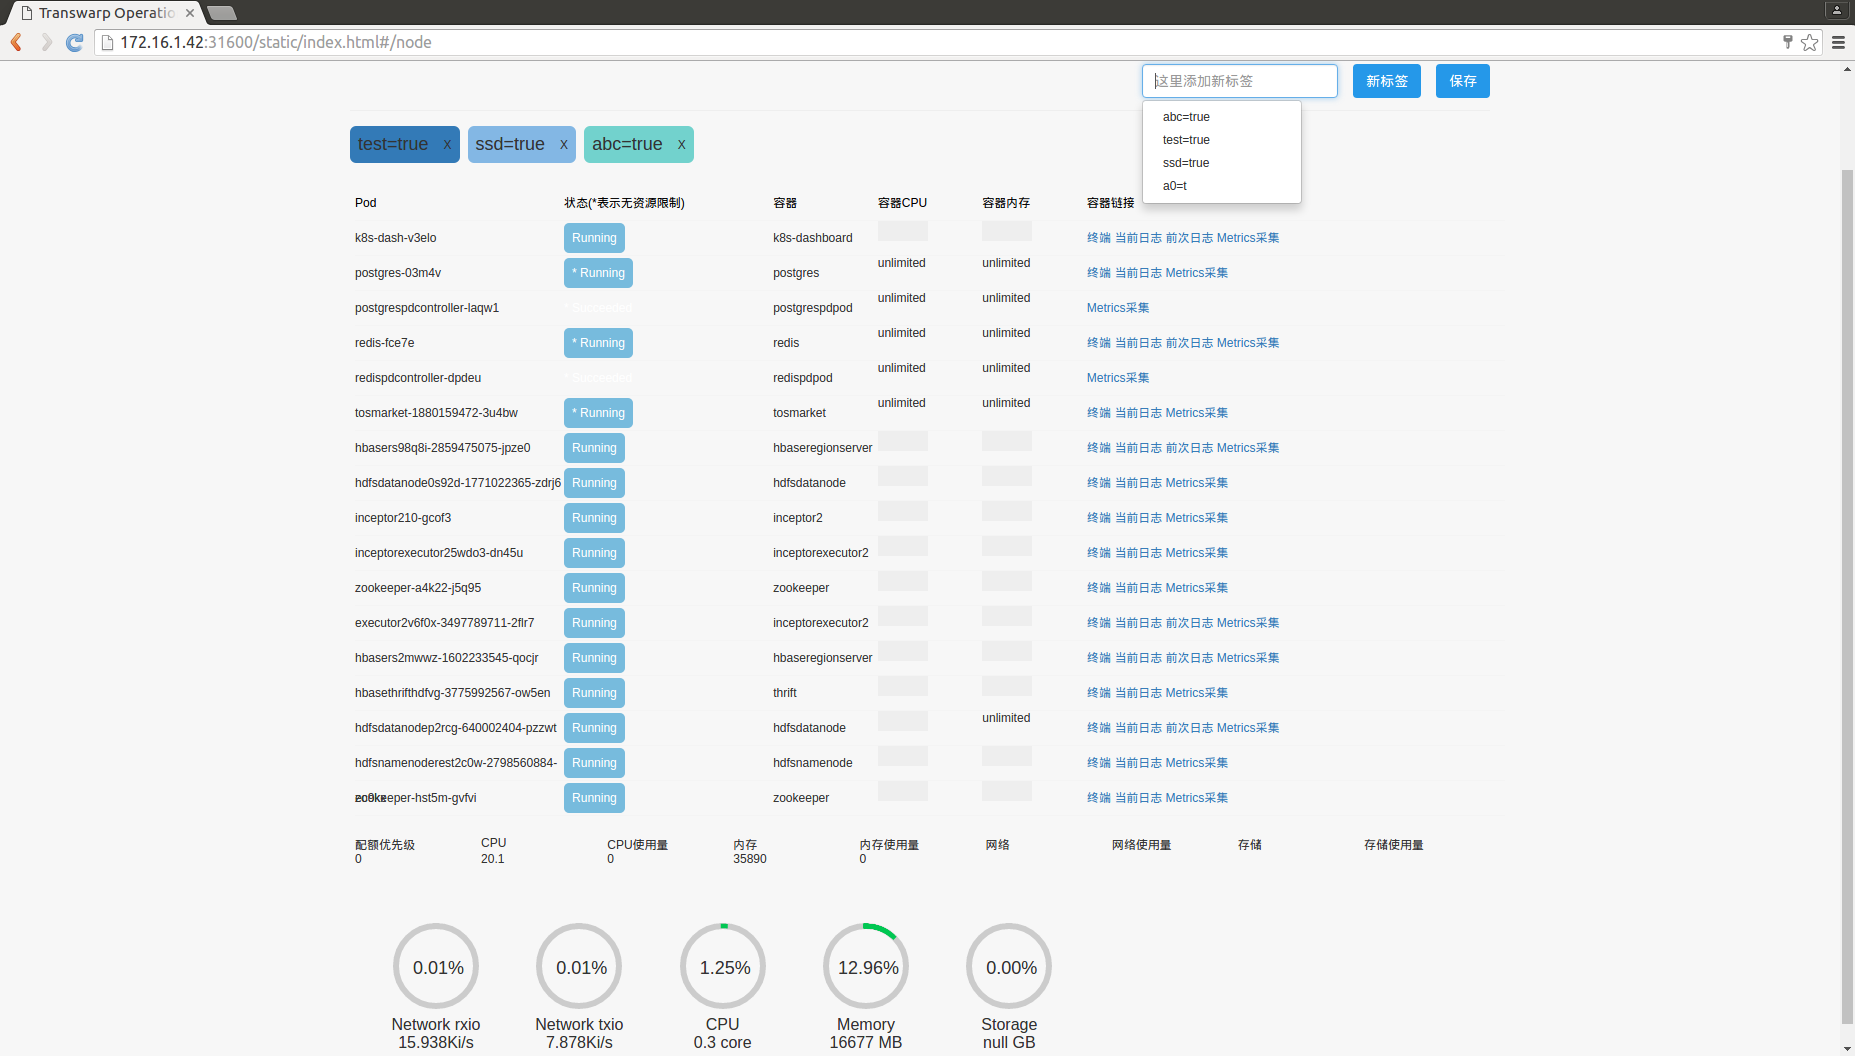 Transwarp Operatio
172.16.1.42:31600/static/index.html#/node
这里添加新标签 新标签 保存
abc=true
test=true
ssd=true
a0=t
test=true x ssd=true x abc=true x
Pod 状态(*表示无资源限制) 容器 容器CPU 容器内存 容器链接
k8s-dash-v3elo Running k8s-dashboard 终端 当前日志 前次日志 Metrics采集
postgres-03m4v * Running postgres unlimited unlimited 终端 当前日志 Metrics采集
postgrespdcontroller-laqw1 * Succeeded postgrespdpod unlimited unlimited Metrics采集
redis-fce7e * Running redis unlimited unlimited 终端 当前日志 前次日志 Metrics采集
redispdcontroller-dpdeu * Succeeded redispdpod unlimited unlimited Metrics采集
tosmarket-1880159472-3u4bw * Running tosmarket unlimited unlimited 终端 当前日志 Metrics采集
hbasers98q8i-2859475075-jpze0 Running hbaseregionserver 终端 当前日志 前次日志 Metrics采集
hdfsdatanode0s92d-1771022365-zdrj6 Running hdfsdatanode 终端 当前日志 Metrics采集
inceptor210-gcof3 Running inceptor2 终端 当前日志 Metrics采集
inceptorexecutor25wdo3-dn45u Running inceptorexecutor2 终端 当前日志 Metrics采集
zookeeper-a4k22-j5q95 Running zookeeper 终端 当前日志 Metrics采集
executor2v6f0x-3497789711-2flr7 Running inceptorexecutor2 终端 当前日志 前次日志 Metrics采集
hbasers2mwwz-1602233545-qocjr Running hbaseregionserver 终端 当前日志 前次日志 Metrics采集
hbasethrifthdfvg-3775992567-ow5en Running thrift 终端 当前日志 Metrics采集
hdfsdatanodep2rcg-640002404-pzzwt Running hdfsdatanode unlimited 终端 当前日志 前次日志 Metrics采集
hdfsnamenoderest2c0w-2798560884- Running hdfsnamenode 终端 当前日志 Metrics采集
zookeeper-hst5m-gvfvi Running zookeeper 终端 当前日志 Metrics采集
配额优先级 CPU CPU使用量 内存 内存使用量 网络 网络使用量 存储 存储使用量
0 20.1 0 35890 0
0.01% 0.01% 1.25% 12.96% 0.00%
Network rxio Network txio CPU Memory Storage
15.938Ki/s 7.878Ki/s 0.3 core 16677 MB null GB